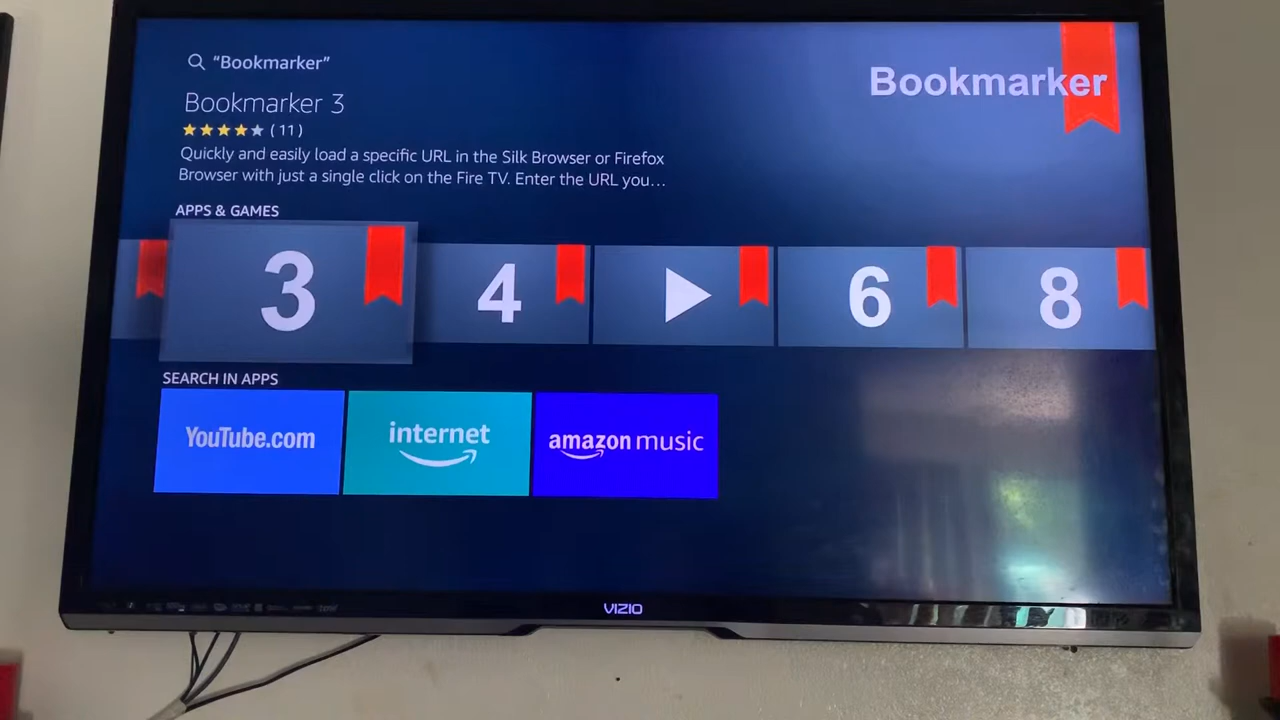 "Bookmarker"
Bookmarker
Bookmarker 3
(11)
Quickly and easily load a specific URL in the Silk Browser or Firefox
Browser with just a single click on the Fire TV. Enter the URL you...
APPS & GAMES
3
4
6
8
SEARCH IN APPS
YouTube.com
internet
amazon music
VIZIO